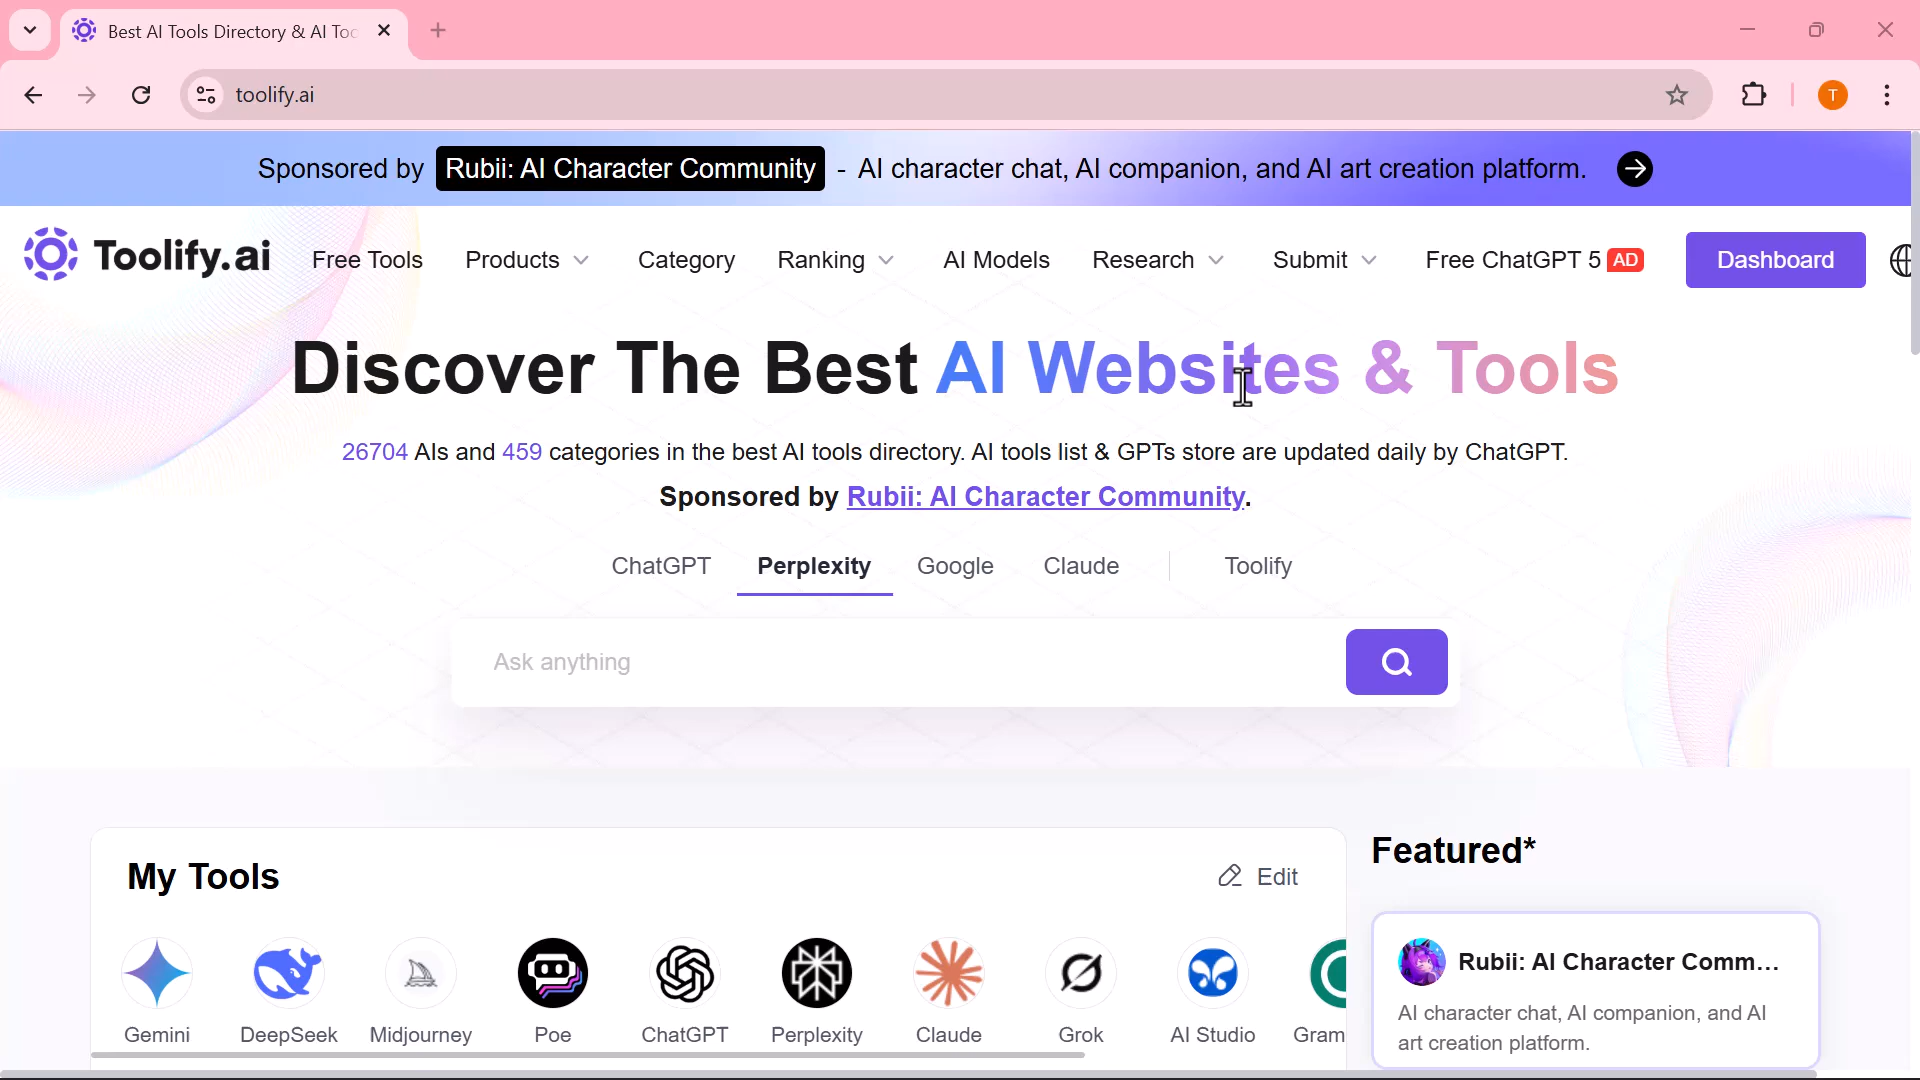 Best AI Tools Directory & AI Too
toolify.ai
T
Sponsored by Rubii: AI Character Community - AI character chat, AI companion, and AI art creation platform.
Toolify.ai Free Tools Products Category Ranking AI Models Research Submit Free ChatGPT 5 AD Dashboard
Discover The Best AI Websites & Tools
26704 AIs and 459 categories in the best AI tools directory. AI tools list & GPTs store are updated daily by ChatGPT.
Sponsored by Rubii: AI Character Community.
ChatGPT Perplexity Google Claude Toolify
Ask anything
My Tools Edit
Gemini DeepSeek Midjourney Poe ChatGPT Perplexity Claude Grok AI Studio Gram
Featured*
Rubii: AI Character Comm...
AI character chat, AI companion, and AI
art creation platform.